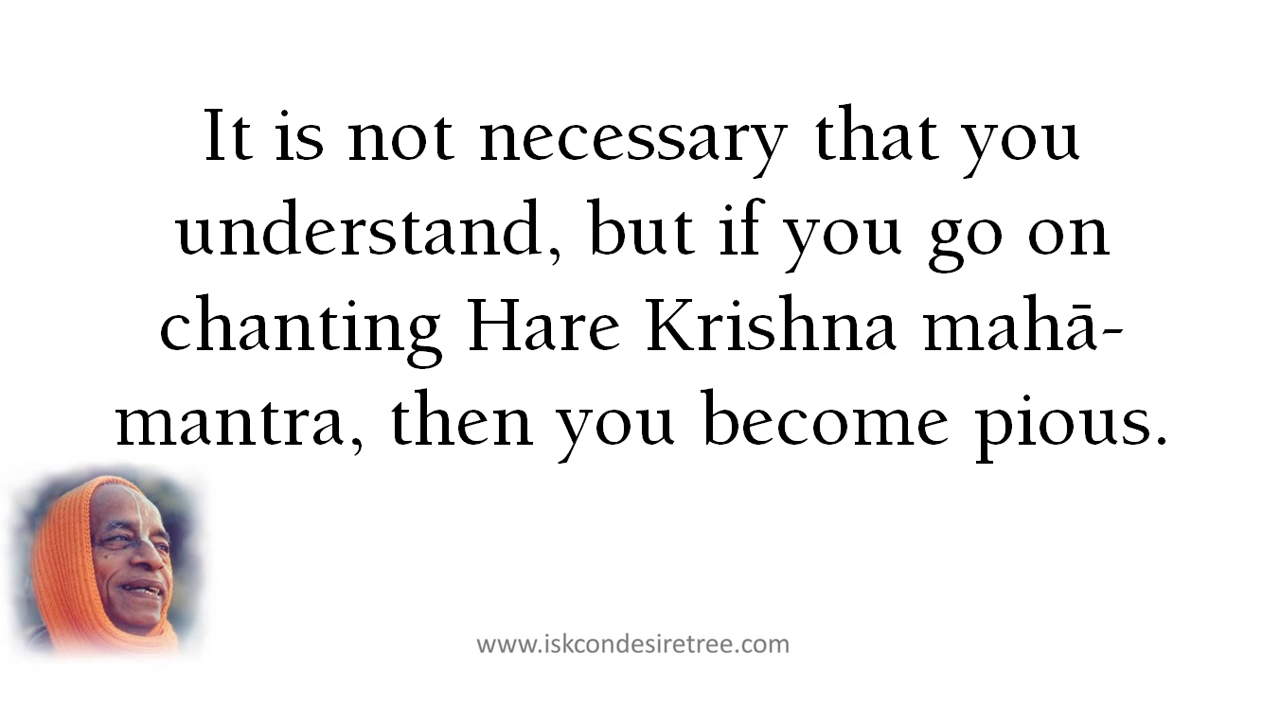 It is not necessary that you
understand, but if you go on
chanting Hare Krishna mahā-
mantra, then you become pious.
www.iskcondesiretree.com